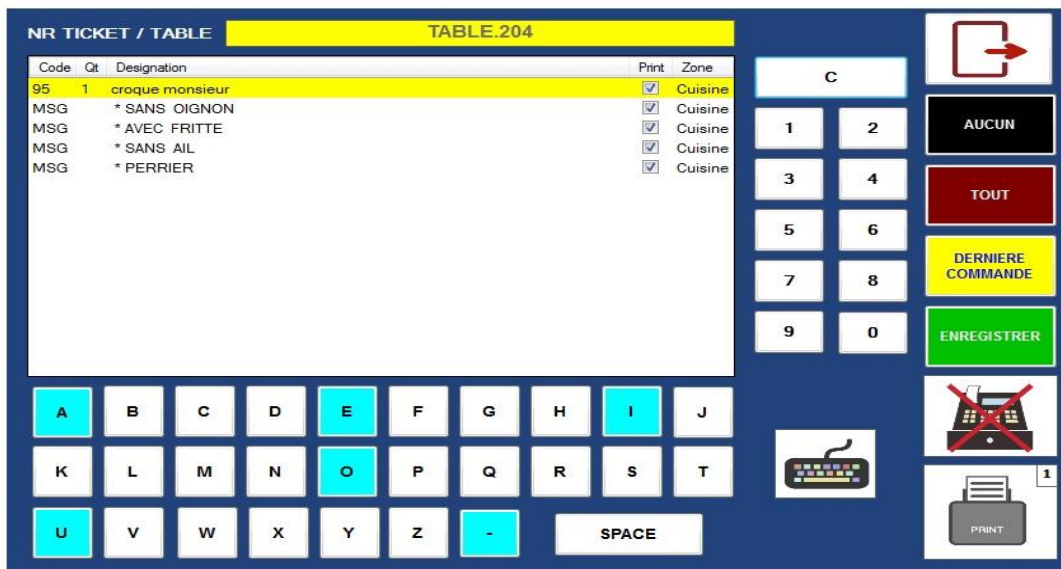 NR TICKET / TABLE TABLE.204
Code Qt Designation Print Zone
95 1 croque monsieur Cuisine
MSG * SANS OIGNON Cuisine
MSG * AVEC FRITTE Cuisine
MSG * SANS AIL Cuisine
MSG * PERRIER Cuisine
C
1 2
3 4
5 6
7 8
9 0
AUCUN
TOUT
DERNIERE
COMMANDE
ENREGISTRER
1
PRINT
A B C D E F G H I J
K L M N O P Q R S T
U V W X Y Z - SPACE